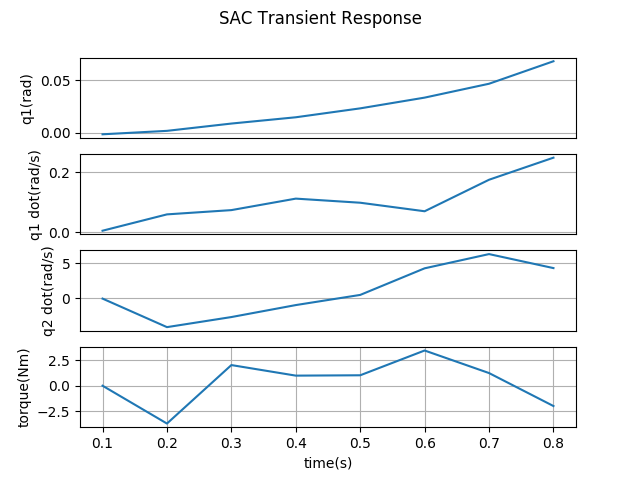 SAC Transient Response
q1(rad)
0.05
0.00
q1 dot(rad/s)
0.2
0.0
q2 dot(rad/s)
5
0
torque(Nm)
2.5
0.0
−2.5
0.1 0.2 0.3 0.4 0.5 0.6 0.7 0.8
time(s)